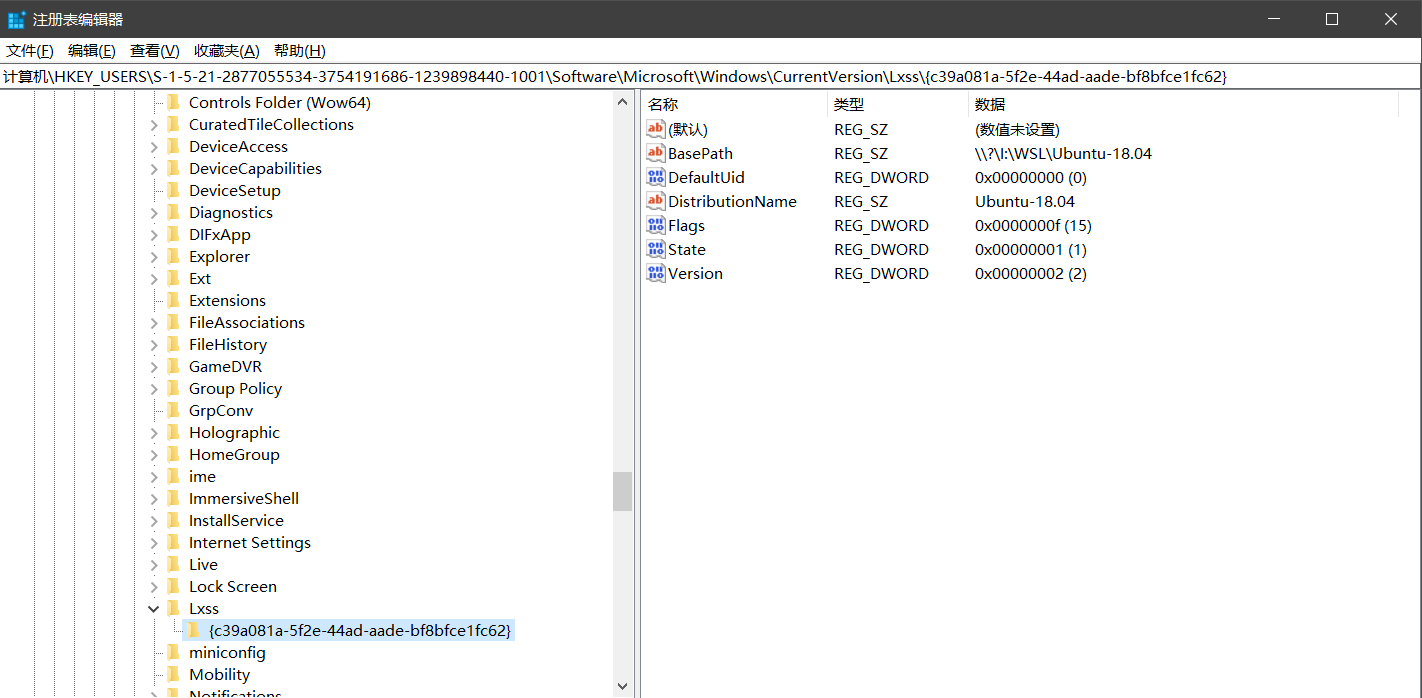 注册表编辑器
文件(F) 编辑(E) 查看(V) 收藏夹(A) 帮助(H)
计算机\HKEY_USERS\S-1-5-21-2877055534-3754191686-1239898440-1001\Software\Microsoft\Windows\CurrentVersion\Lxss\{c39a081a-5f2e-44ad-aade-bf8bfce1fc62}
Controls Folder (Wow64)
CuratedTileCollections
DeviceAccess
DeviceCapabilities
DeviceSetup
Diagnostics
DIFxApp
Explorer
Ext
Extensions
FileAssociations
FileHistory
GameDVR
Group Policy
GrpConv
Holographic
HomeGroup
ime
ImmersiveShell
InstallService
Internet Settings
Live
Lock Screen
Lxss
{c39a081a-5f2e-44ad-aade-bf8bfce1fc62}
miniconfig
Mobility
Notifications
名称 类型 数据
ab (默认) REG_SZ (数值未设置)
ab BasePath REG_SZ \\?\I:\WSL\Ubuntu-18.04
DefaultUid REG_DWORD 0x00000000 (0)
ab DistributionName REG_SZ Ubuntu-18.04
Flags REG_DWORD 0x0000000f (15)
State REG_DWORD 0x00000001 (1)
Version REG_DWORD 0x00000002 (2)